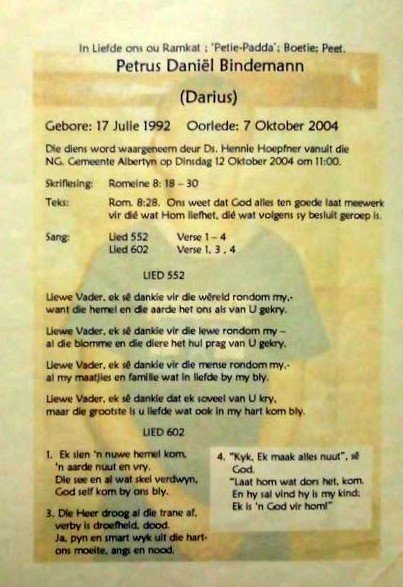 In Liefde ons ou Ramkat ; 'Petie-Padda'; Boetie; Peet.
Petrus Daniël Bindemann
(Darius)
Gebore: 17 Julie 1992 Oorlede: 7 Oktober 2004
Die diens word waargeneem deur Ds. Hennie Hoepfner vanuit die
NG. Gemeente Albertyn op Dinsdag 12 Oktober 2004 om 11:00.
Skriflesing: Romeine 8: 18 – 30
Teks: Rom. 8:28. Ons weet dat God alles ten goede laat meewerk
vir dié wat Hom liefhet, dié wat volgens sy besluit geroep is.
Sang: Lied 552 Verse 1 – 4
Lied 602 Verse 1, 3 , 4
LIED 552
Liewe Vader, ek sê dankie vir die wêreld rondom my,-
want die hemel en die aarde het ons als van U gekry.
Liewe Vader, ek sê dankie vir die lewe rondom my –
al die blomme en die diere het hul prag van U gekry.
Liewe Vader, ek sê dankie vir die mense rondom my,-
al my maatjies en familie wat in liefde by my bly.
Liewe Vader, ek sê dankie dat ek soveel van U kry,
maar die grootste is u liefde wat ook in my hart kom bly.
LIED 602
1. Ek sien 'n nuwe hemel kom,
'n aarde nuut en vry.
Die see en al wat skel verdwyn,
God self kom by ons bly.
3. Die Heer droog al die trane af,
verby is droefheid, dood.
Ja, pyn en smart wyk uit die hart-
ons moeite, angs en nood.
4. "Kyk, Ek maak alles nuut", sê
God.
"Laat hom wat dors het, kom.
En hy sal vind hy is my kind:
Ek is 'n God vir hom!"